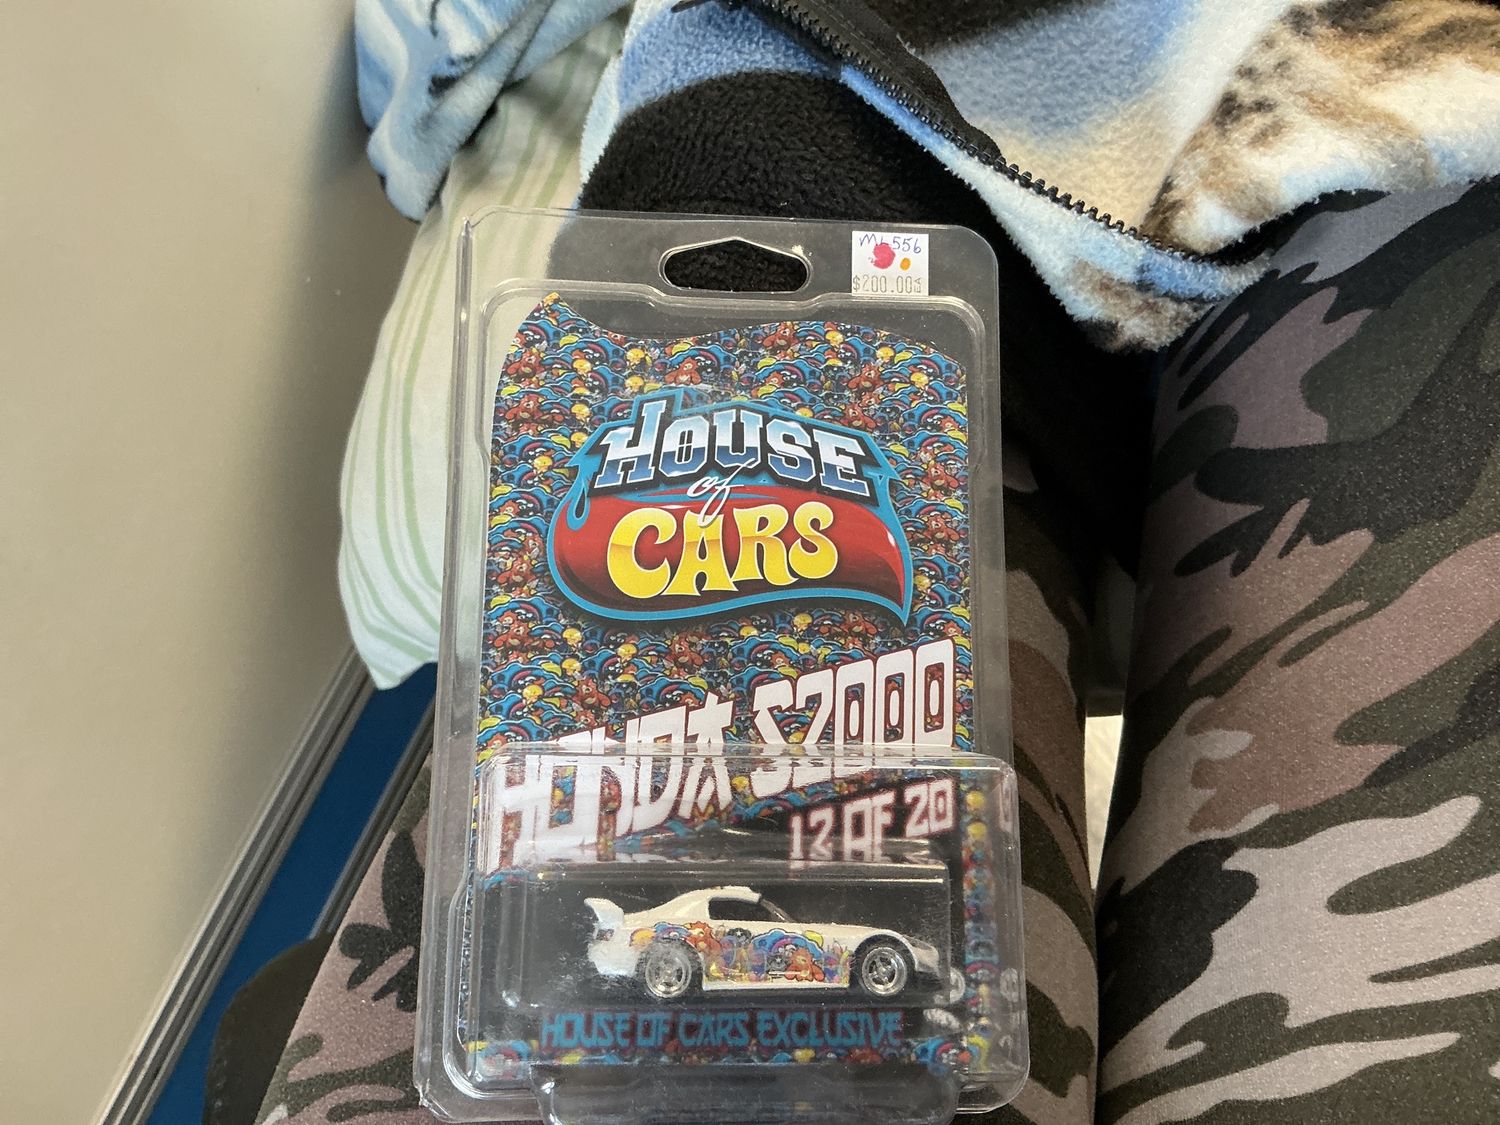 ML556
$200.00
HOUSE
of
CARS
HONDA S2000
12 OF 20
HOUSE OF CARS EXCLUSIVE